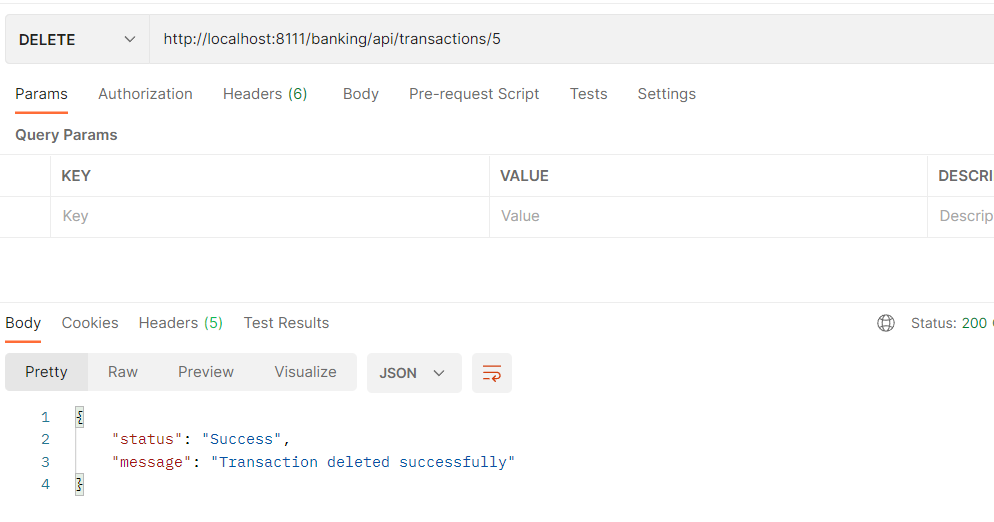 DELETE http://localhost:8111/banking/api/transactions/5
Params Authorization Headers (6) Body Pre-request Script Tests Settings
Query Params
KEY VALUE DESCRI
Key Value Descrip
Body Cookies Headers (5) Test Results Status: 200
Pretty Raw Preview Visualize JSON
1 {
2 "status": "Success",
3 "message": "Transaction deleted successfully"
4 }